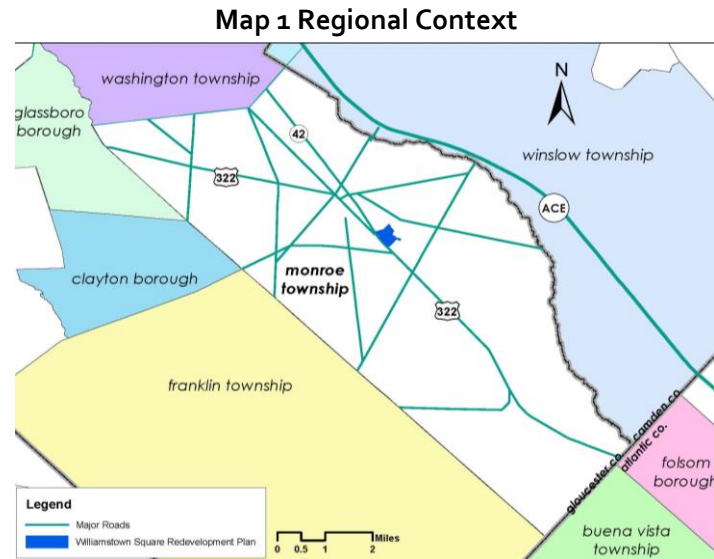 Map 1 Regional Context
washington township
glassboro
borough
42
N
winslow township
322
ACE
clayton borough
monroe
township
322
franklin township
gloucester co.
camden co.
atlantic co.
folsom
borough
buena vista
township
Legend
Major Roads
Williamstown Square Redevelopment Plan
0 0.5 1 2 Miles